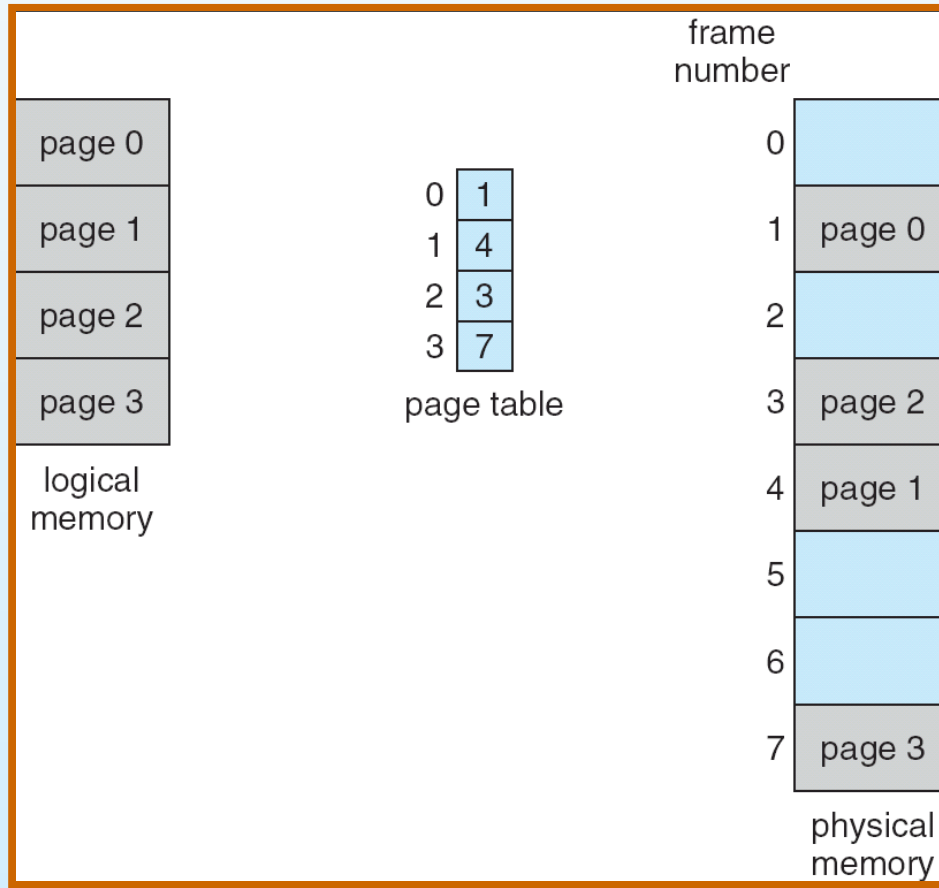 frame
number
page 0
page 1
page 2
page 3
logical
memory
0 1
1 4
2 3
3 7
page table
0
1 page 0
2
3 page 2
4 page 1
5
6
7 page 3
physical
memory